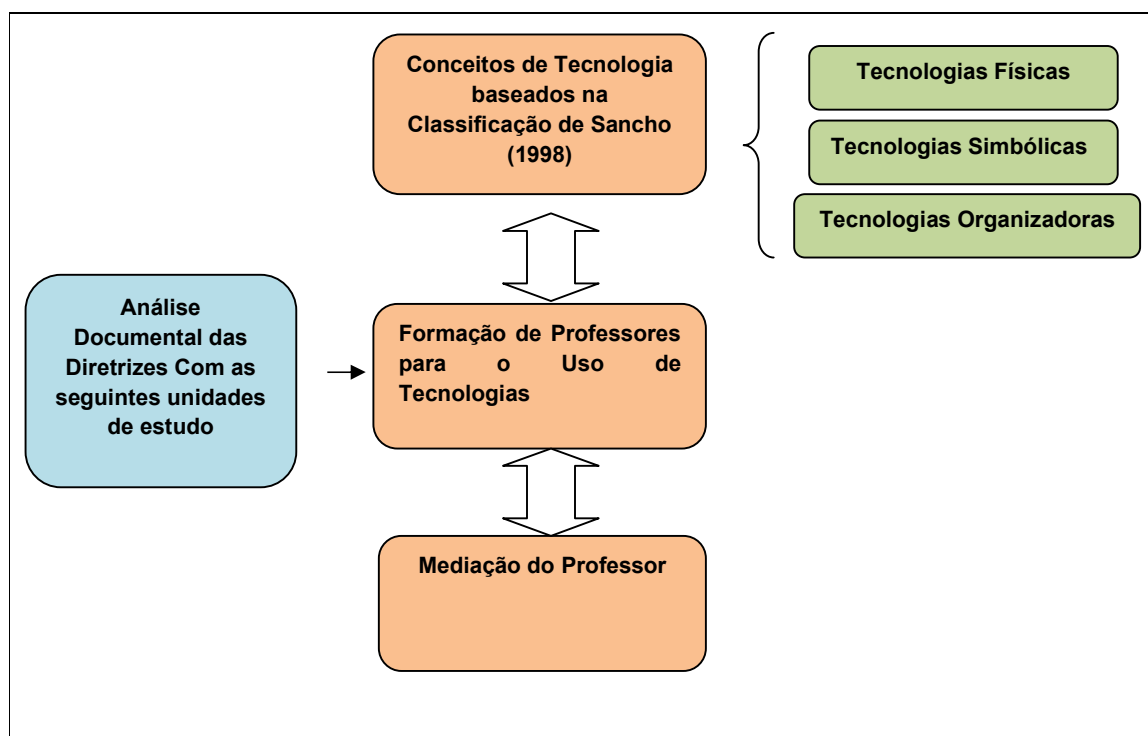 Conceitos de Tecnologia
baseados na
Classificação de Sancho
(1998)
Tecnologias Físicas
Tecnologias Simbólicas
Tecnologias Organizadoras
Análise
Documental das
Diretrizes Com as
seguintes unidades
de estudo
Formação de Professores
para o Uso de
Tecnologias
Mediação do Professor